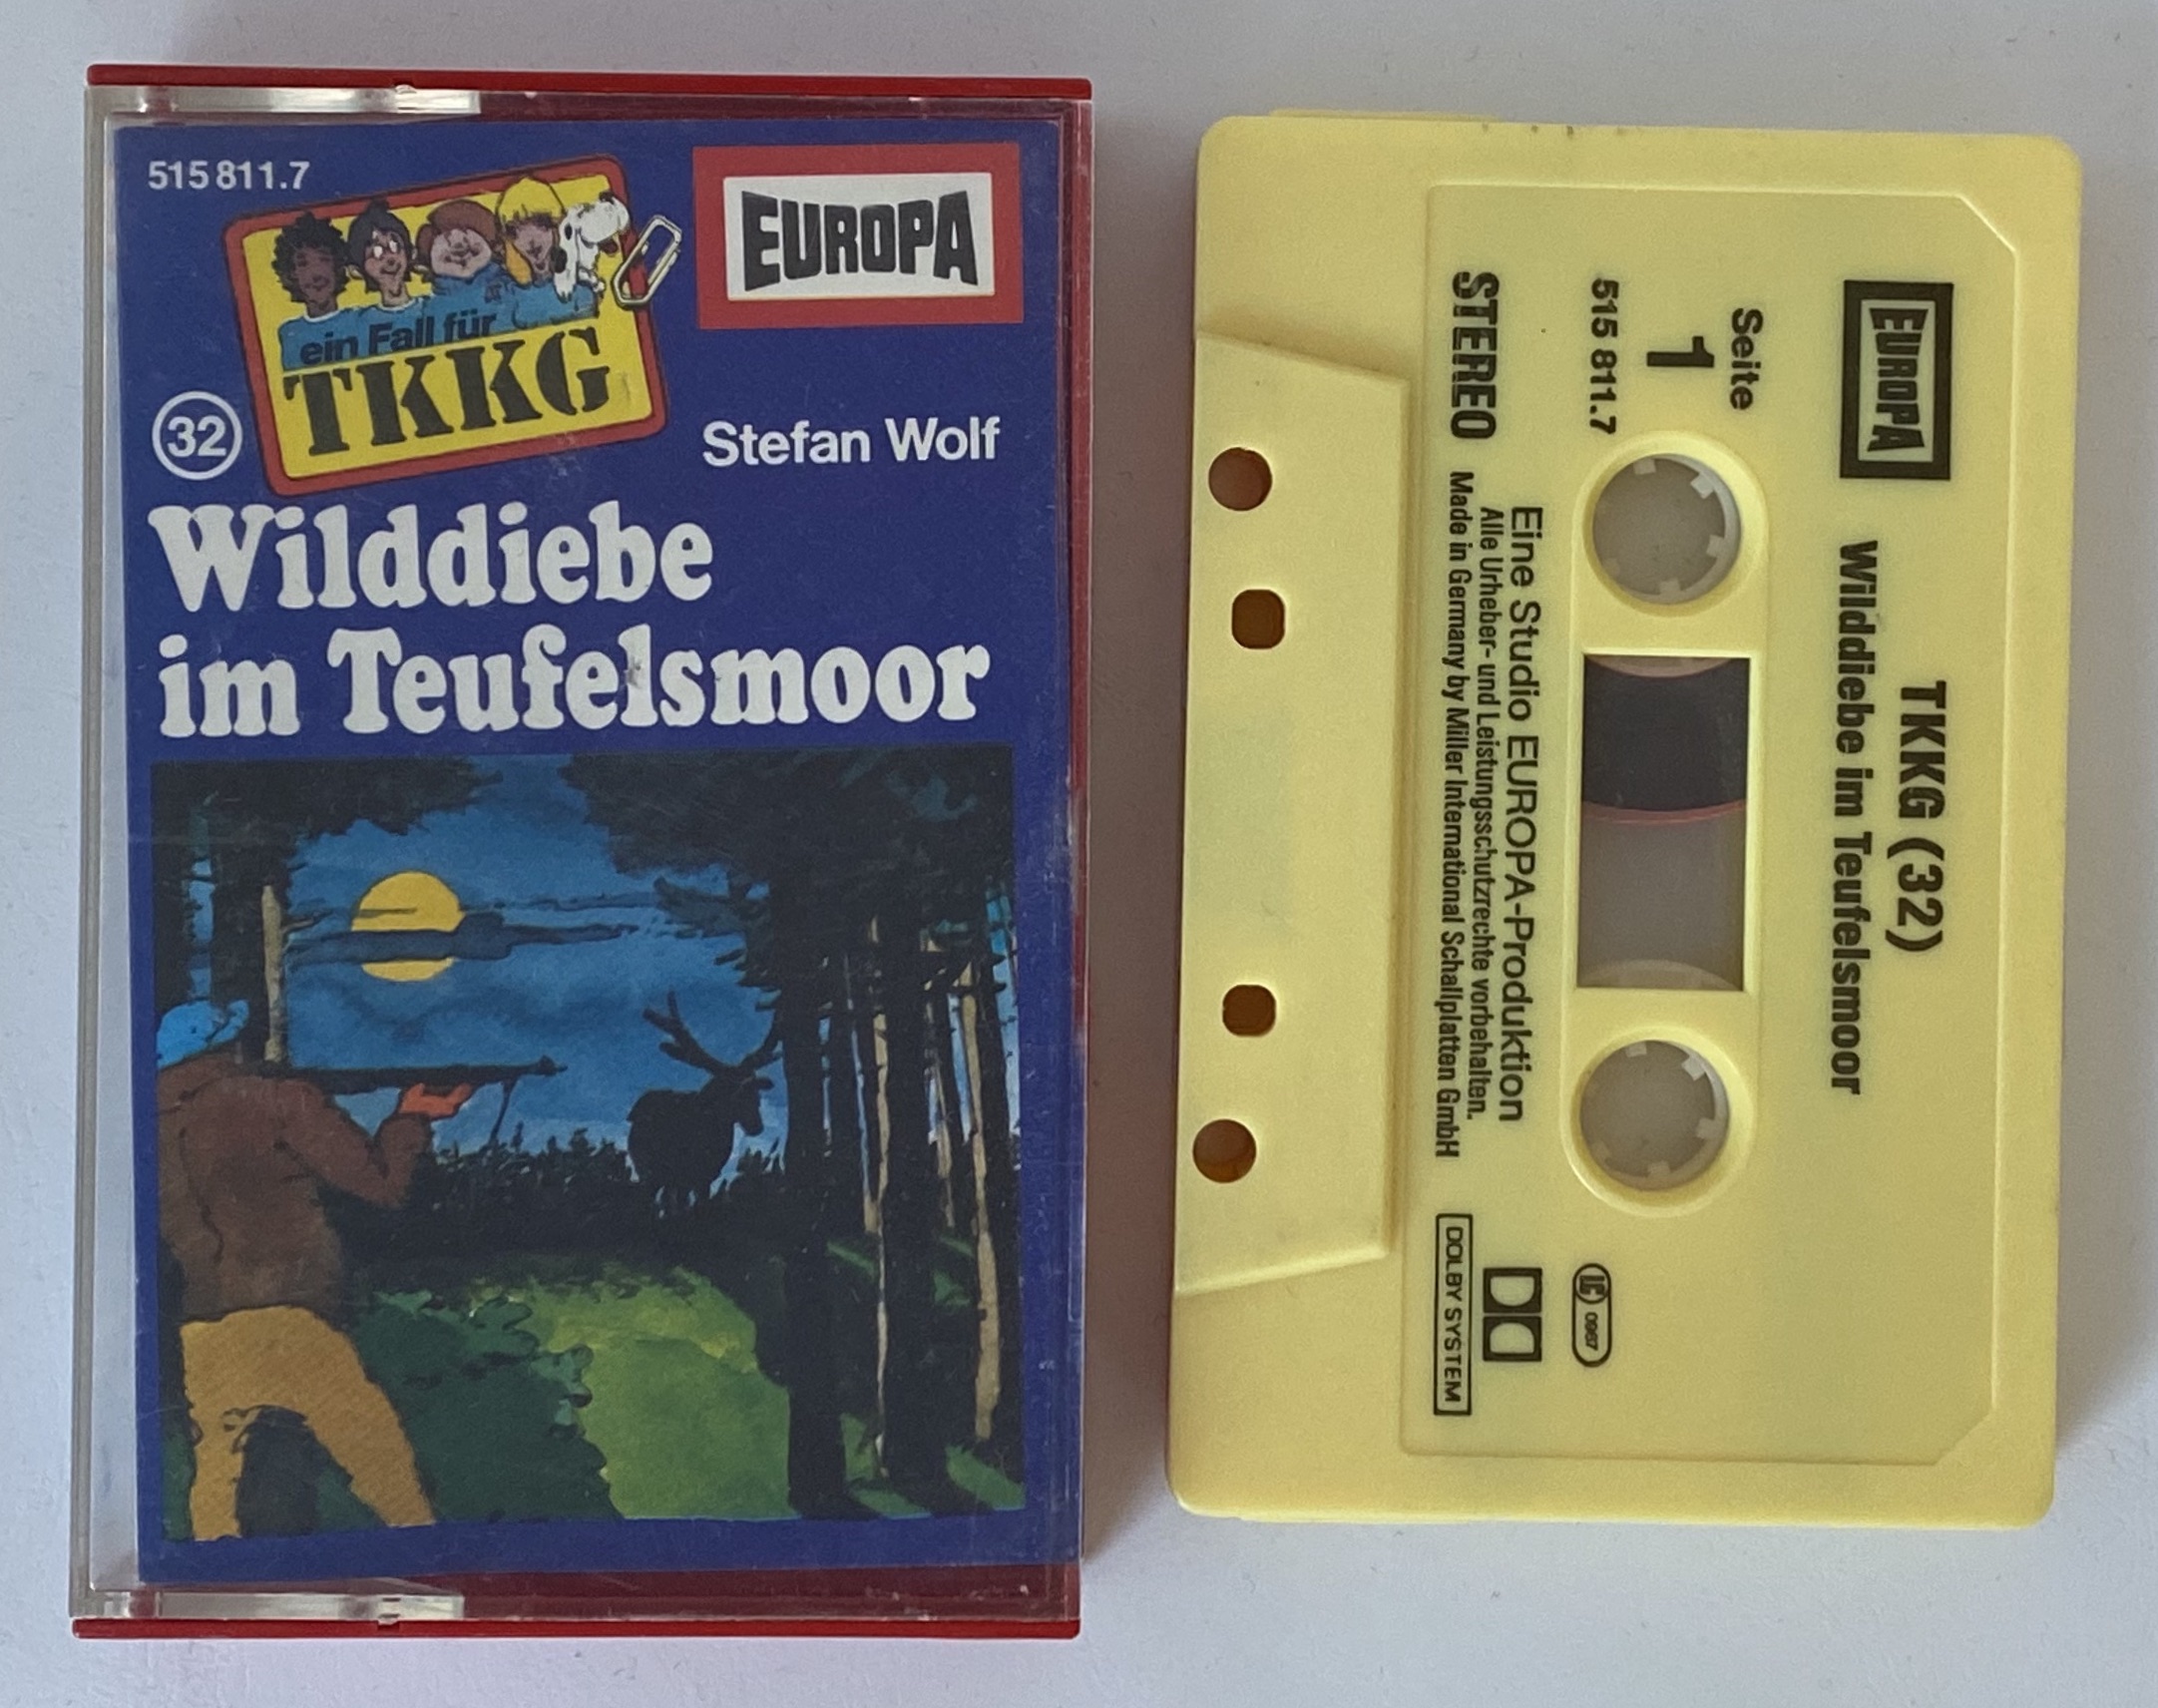 515 811.7
ein Fall für
TKKG
EUROPA
32
Stefan Wolf
Wilddiebe
im Teufelsmoor
EUROPA
TKKG (32)
Wilddiebe im Teufelsmoor
Seite
1
515 811.7
STEREO
Eine Studio EUROPA-Produktion
Alle Urheber- und Leistungsschutzrechte vorbehalten.
Made in Germany by Miller International Schallplatten GmbH
LC 0967
DOLBY SYSTEM